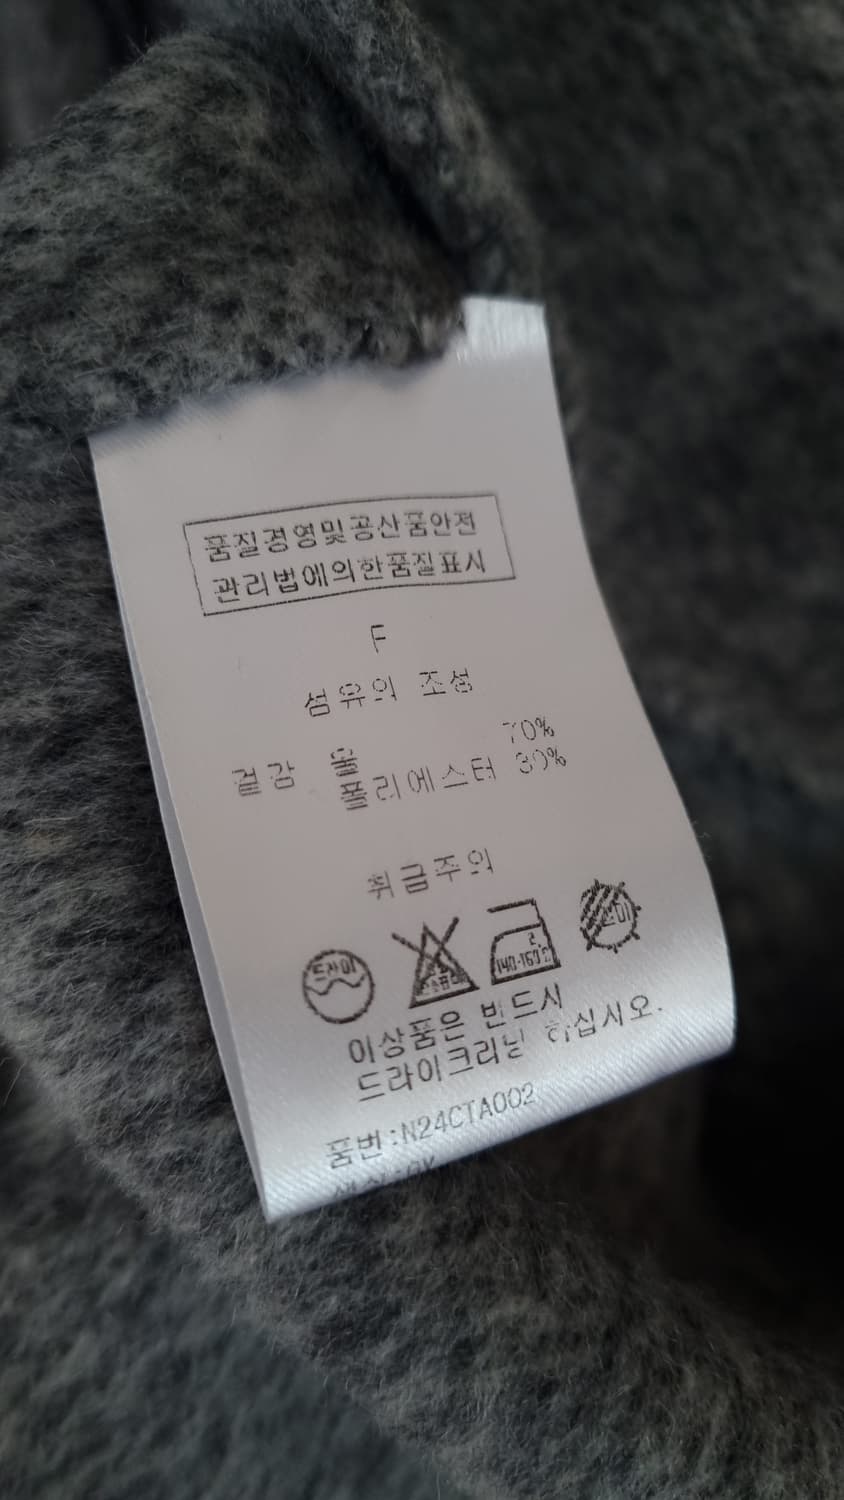 품질경영및공산품안전
관리법에의한품질표시
F
섬유의 조성
겉감 울 70%
폴리에스터 30%
취급주의
드라이
2.
140-160℃
이상품은 반드시
드라이크리닝 하십시오.
품번:N24CTA002